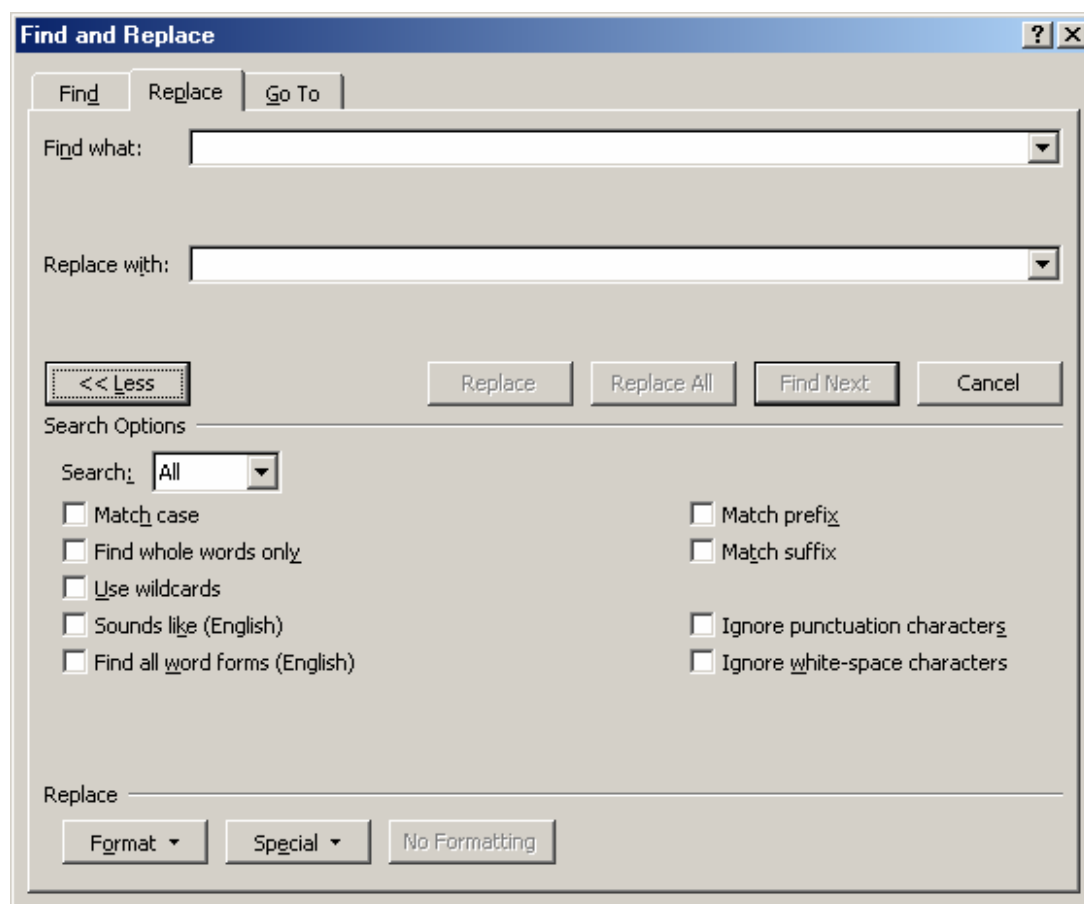 Find and Replace ? X
Find Replace Go To
Find what:
Replace with:
<< Less Replace Replace All Find Next Cancel
Search Options
Search: All
Match case Match prefix
Find whole words only Match suffix
Use wildcards
Sounds like (English) Ignore punctuation characters
Find all word forms (English) Ignore white-space characters
Replace
Format Special No Formatting